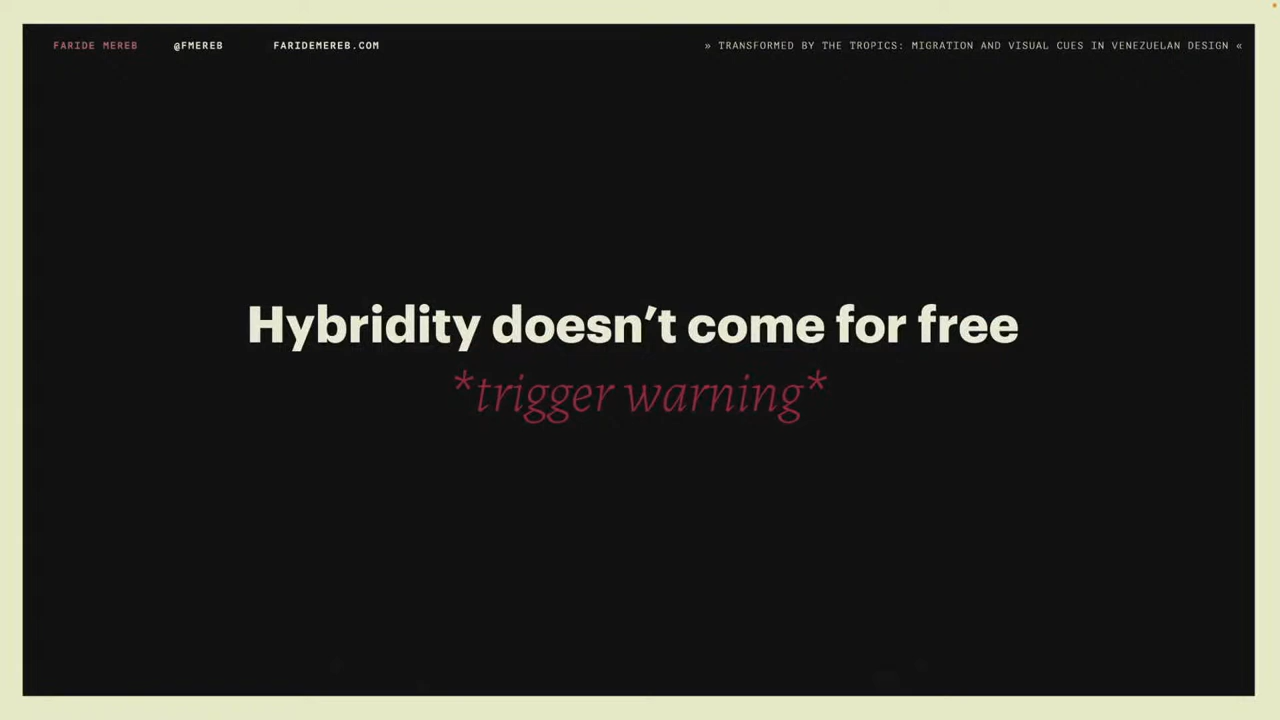 FARIDE MEREB @FMEREB FARIDEMEREB.COM » TRANSFORMED BY THE TROPICS: MIGRATION AND VISUAL CUES IN VENEZUELAN DESIGN «
Hybridity doesn’t come for free
*trigger warning*